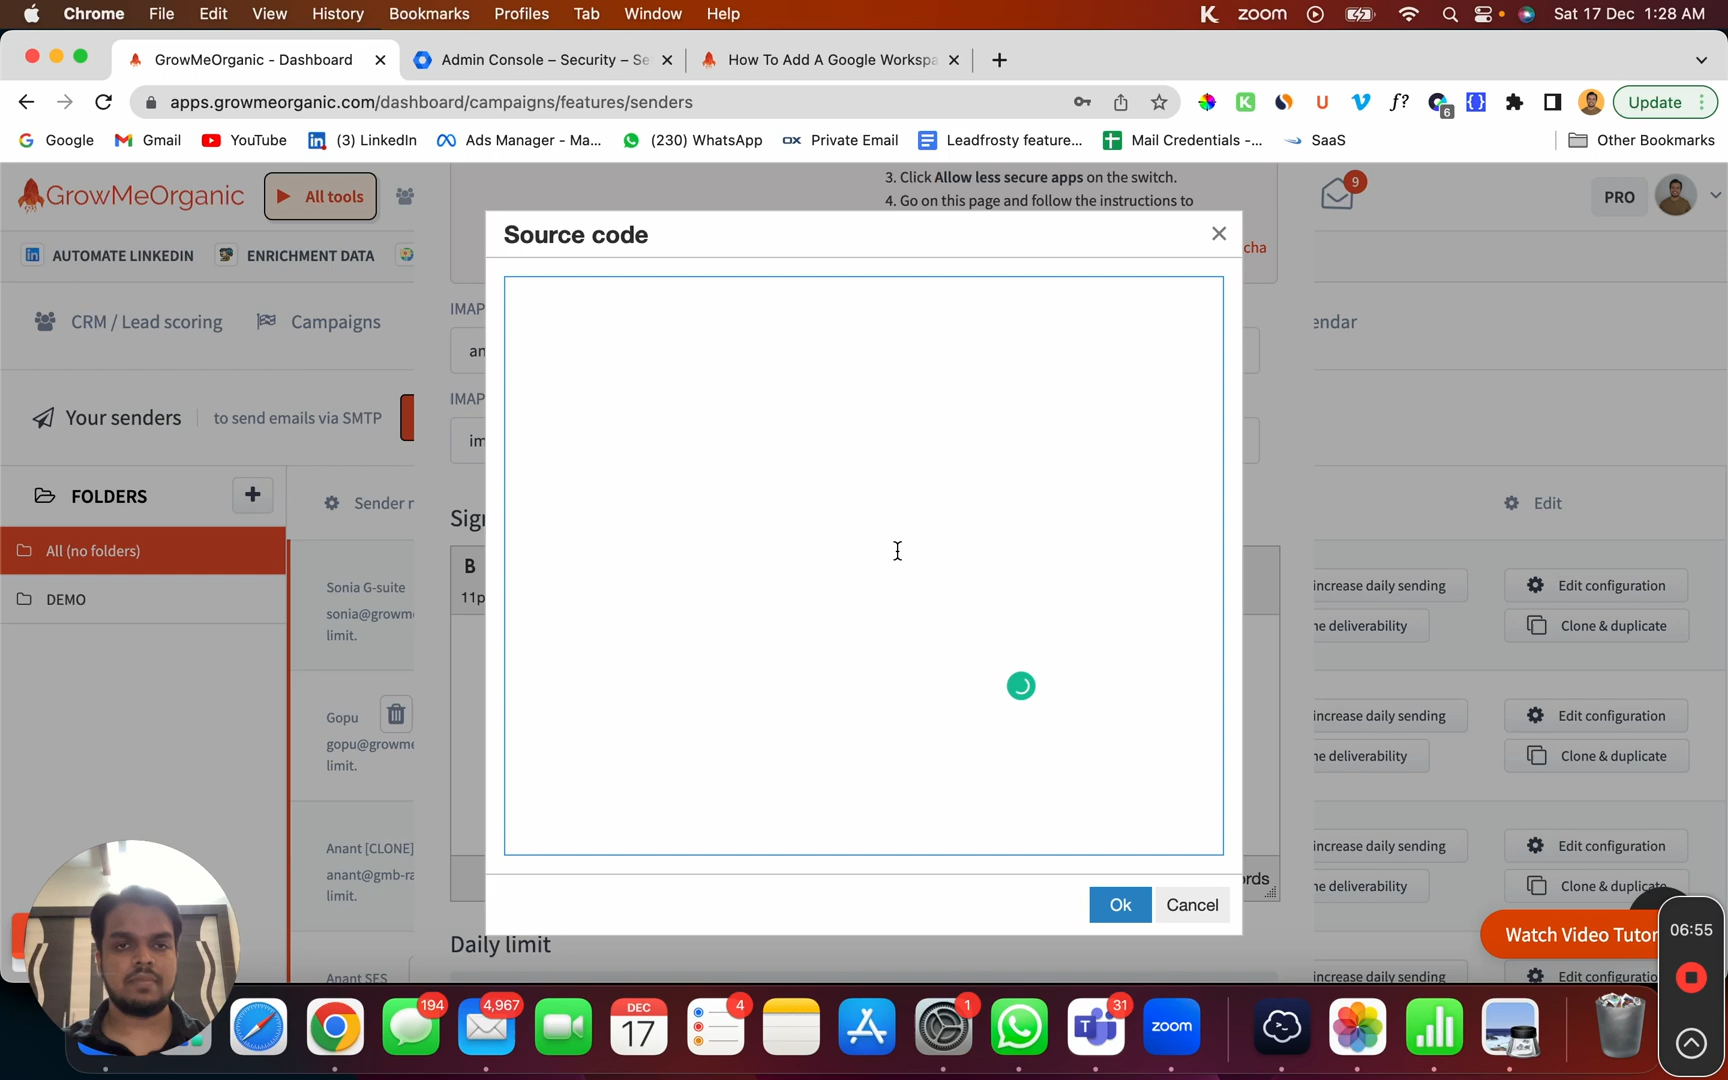 Chrome File Edit View History Bookmarks Profiles Tab Window Help
zoom Sat 17 Dec 1:28 AM
GrowMeOrganic - Dashboard
Admin Console – Security – Se
How To Add A Google Workspa
apps.growmeorganic.com/dashboard/campaigns/features/senders
K U f? 6 Update
Google Gmail YouTube (3) LinkedIn Ads Manager - Ma... (230) WhatsApp Private Email Leadfrosty feature... Mail Credentials -... SaaS Other Bookmarks
3. Click Allow less secure apps on the switch.
GrowMeOrganic All tools 4. Go on this page and follow the instructions to 9 PRO
Source code
cha
AUTOMATE LINKEDIN ENRICHMENT DATA
IMAP
CRM / Lead scoring Campaigns endar
an
IMAP
Your senders to send emails via SMTP
im
FOLDERS Sender n Edit
Sig
All (no folders)
B
DEMO
11p
Sonia G-suite
sonia@growme
limit.
increase daily sending Edit configuration
ne deliverability Clone & duplicate
Gopu
gopu@growme
limit.
increase daily sending Edit configuration
ne deliverability Clone & duplicate
Anant [CLONE]
anant@gmb-ra
limit.
increase daily sending Edit configuration
ne deliverability Clone & duplicate
ords
Ok Cancel
Daily limit
Watch Video Tutor
06:55
Anant SES
increase daily sending Edit configuratio
194 4,967 DEC 17 4 1 31 zoom